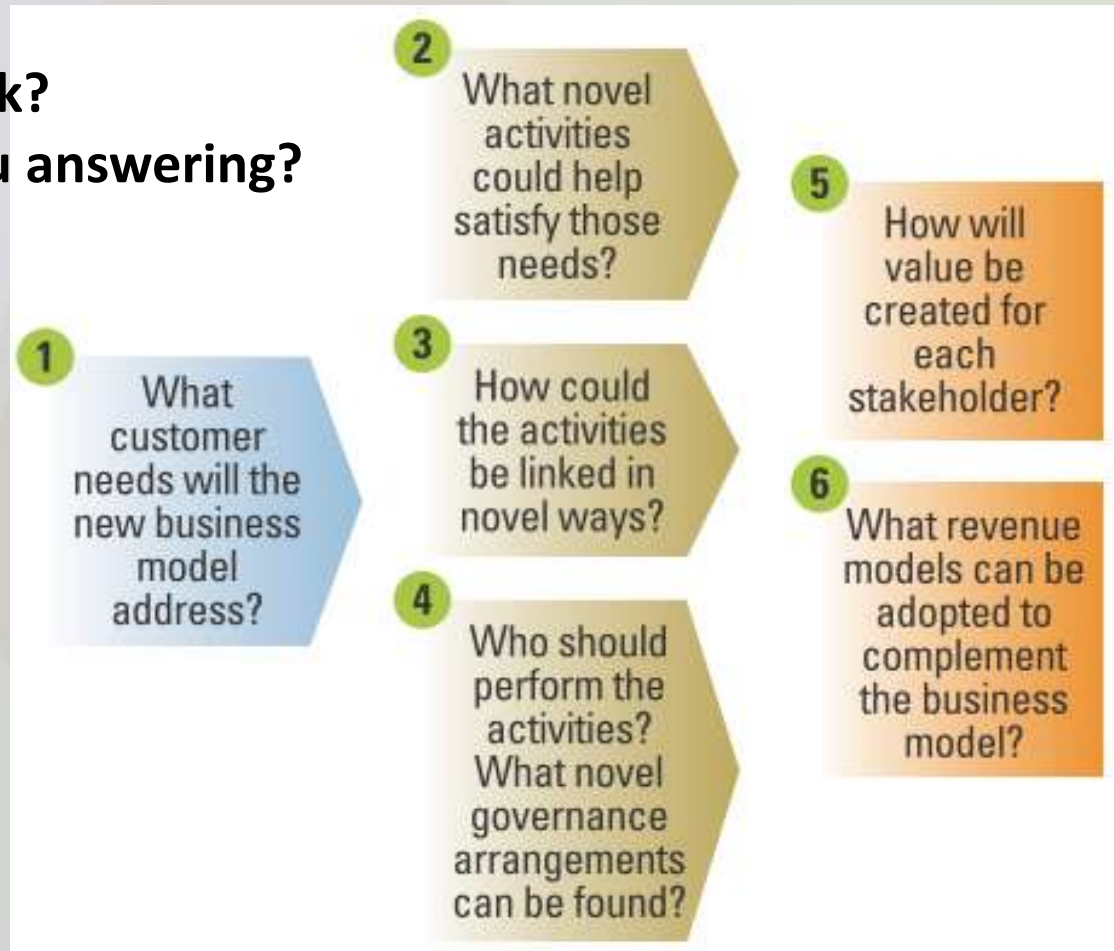 k?
u answering?
1
What
customer
needs will the
new business
model
address?
2
What novel
activities
could help
satisfy those
needs?
3
How could
the activities
be linked in
novel ways?
4
Who should
perform the
activities?
What novel
governance
arrangements
can be found?
5
How will
value be
created for
each
stakeholder?
6
What revenue
models can be
adopted to
complement
the business
model?